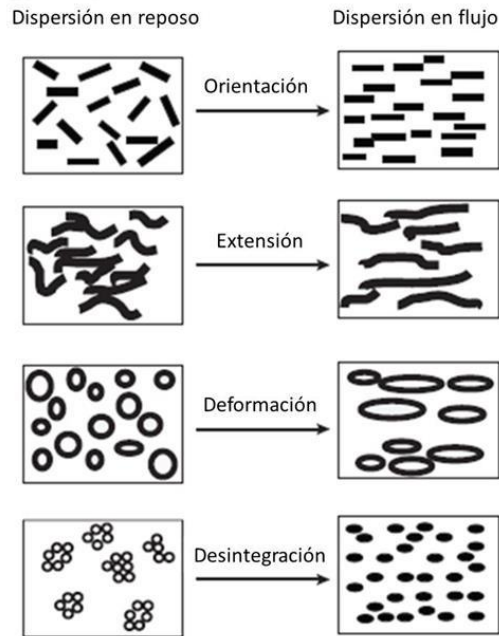 Dispersión en reposo
Dispersión en flujo
Orientación
Extensión
Deformación
Desintegración